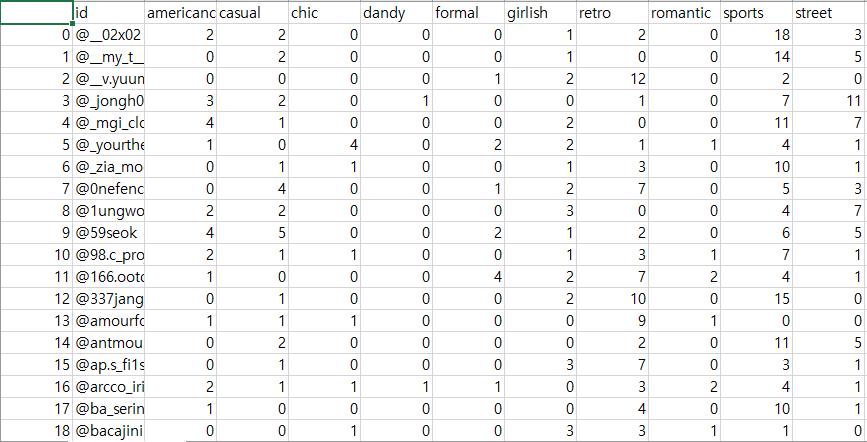 id americanc casual chic dandy formal girlish retro romantic sports street
0 @__02x02 2 2 0 0 0 1 2 0 18 3
1 @__my_t_ 0 2 0 0 0 1 0 0 14 5
2 @__v.yuun 0 0 0 0 1 2 12 0 2 0
3 @_jongh0 3 2 0 1 0 0 1 0 7 11
4 @_mgi_clo 4 1 0 0 0 2 0 0 11 7
5 @_yourthe 1 0 4 0 2 2 1 1 4 1
6 @_zia_mo 0 1 1 0 0 1 3 0 10 1
7 @0nefenc 0 4 0 0 1 2 7 0 5 3
8 @1ungwo 2 2 0 0 0 3 0 0 4 7
9 @59seok 4 5 0 0 2 1 2 0 6 5
10 @98.c_pro 2 1 1 0 0 1 3 1 7 1
11 @166.ootc 1 0 0 0 4 2 7 2 4 1
12 @337jang 0 1 0 0 0 2 10 0 15 0
13 @amourfc 1 1 1 0 0 0 9 1 0 0
14 @antmou 0 2 0 0 0 0 2 0 11 5
15 @ap.s_fi1s 0 1 0 0 0 3 7 0 3 1
16 @arcco_iri 2 1 1 1 1 0 3 2 4 1
17 @ba_serin 1 0 0 0 0 0 4 0 10 1
18 @bacajini 0 0 1 0 0 3 3 1 1 0